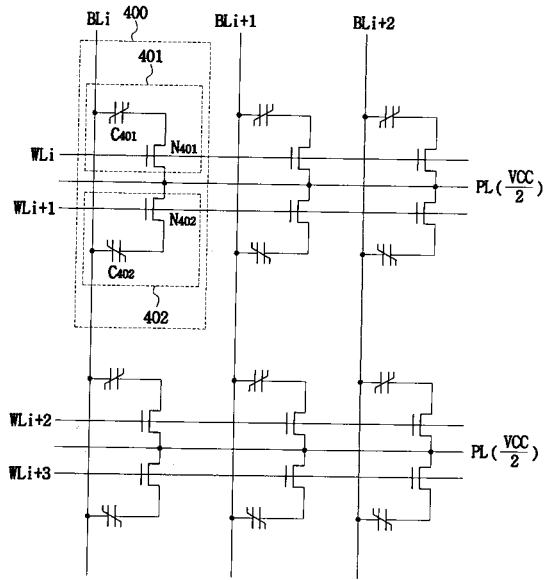 BLi
BLi+1
BLi+2
400
401
C401
N401
WLi
PL(VCC/2)
WLi+1
N402
C402
402
WLi+2
PL(VCC/2)
WLi+3